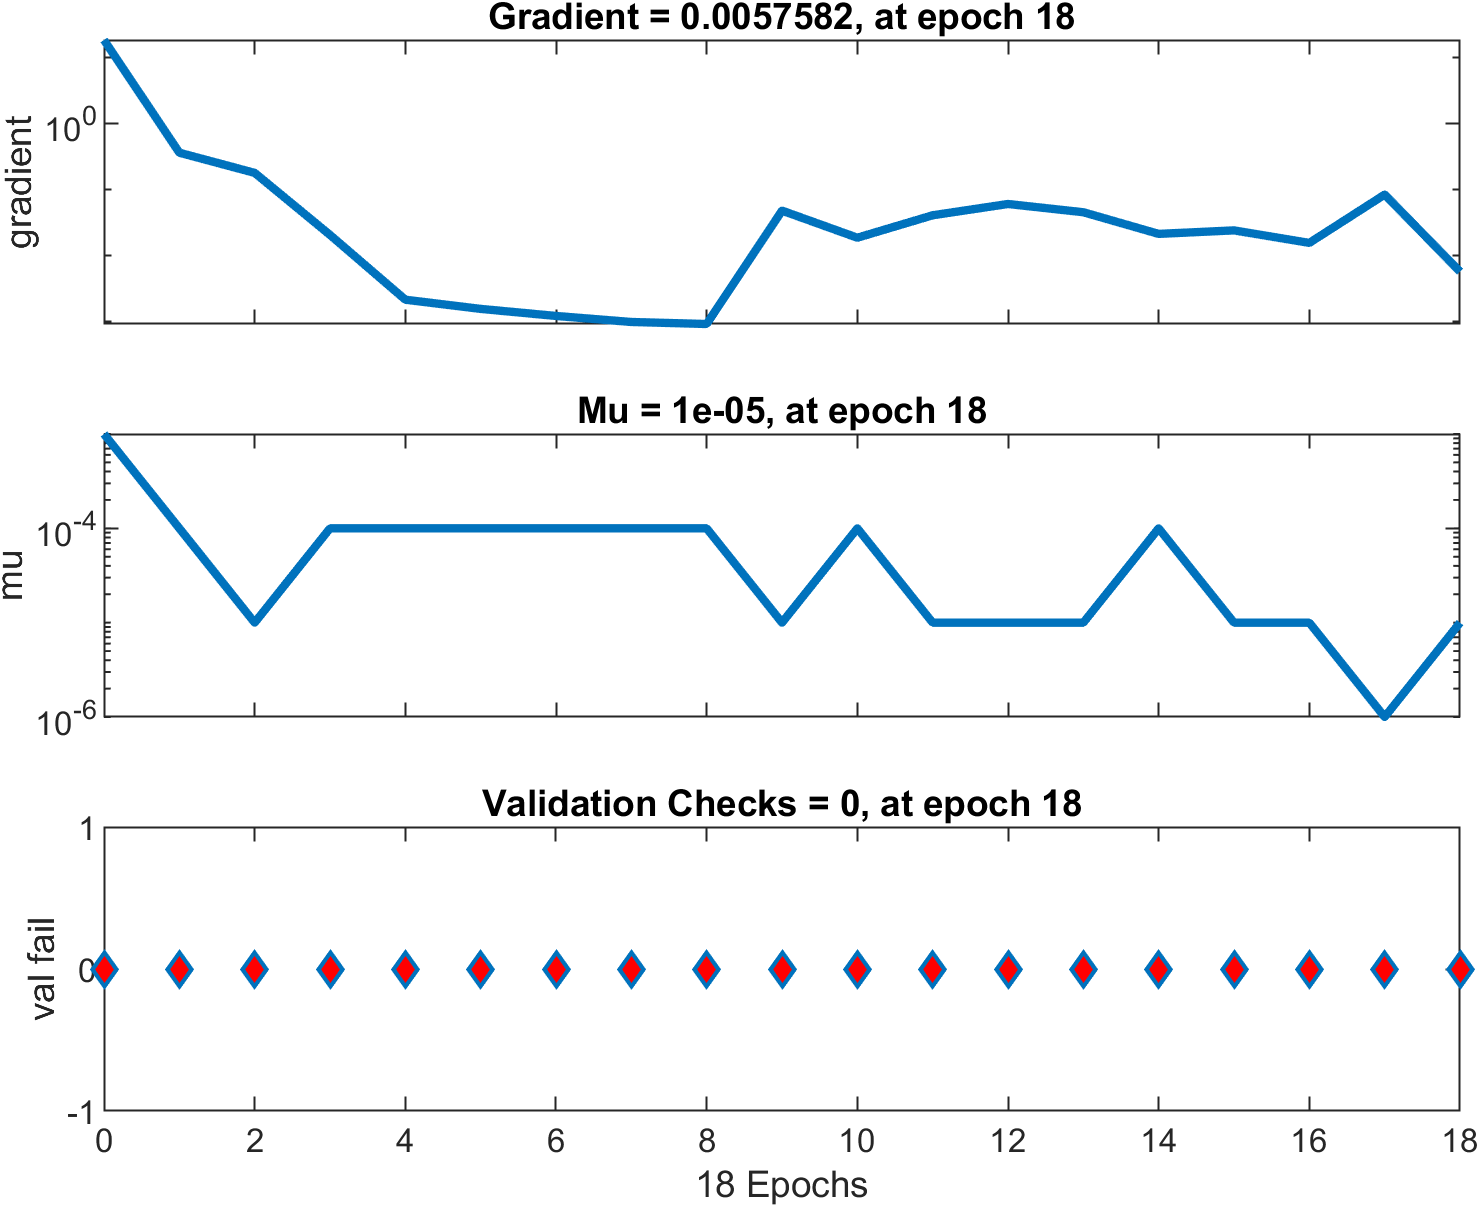 Gradient = 0.0057582, at epoch 18
10^0
gradient
Mu = 1e-05, at epoch 18
10^-4
mu
10^-6
Validation Checks = 0, at epoch 18
1
val fail
0
-1
0 2 4 6 8 10 12 14 16 18
18 Epochs